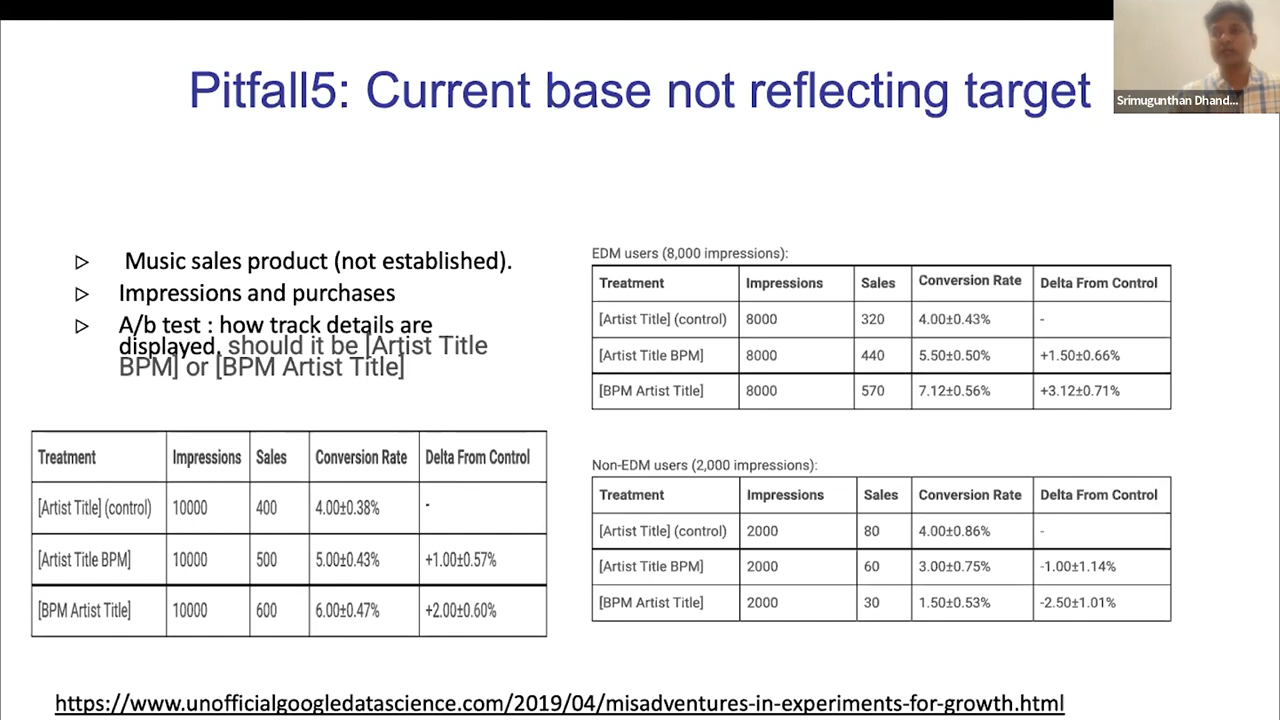 Pitfall5: Current base not reflecting target
Srimugunthan Dhand...
▷ Music sales product (not established).
▷ Impressions and purchases
▷ A/b test : how track details are
displayed, should it be [Artist Title
BPM] or [BPM Artist Title]
Treatment Impressions Sales Conversion Rate Delta From Control
[Artist Title] (control) 10000 400 4.00±0.38% -
[Artist Title BPM] 10000 500 5.00±0.43% +1.00±0.57%
[BPM Artist Title] 10000 600 6.00±0.47% +2.00±0.60%
EDM users (8,000 impressions):
Treatment Impressions Sales Conversion Rate Delta From Control
[Artist Title] (control) 8000 320 4.00±0.43% -
[Artist Title BPM] 8000 440 5.50±0.50% +1.50±0.66%
[BPM Artist Title] 8000 570 7.12±0.56% +3.12±0.71%
Non-EDM users (2,000 impressions):
Treatment Impressions Sales Conversion Rate Delta From Control
[Artist Title] (control) 2000 80 4.00±0.86% -
[Artist Title BPM] 2000 60 3.00±0.75% -1.00±1.14%
[BPM Artist Title] 2000 30 1.50±0.53% -2.50±1.01%
https://www.unofficialgoogledatascience.com/2019/04/misadventures-in-experiments-for-growth.html